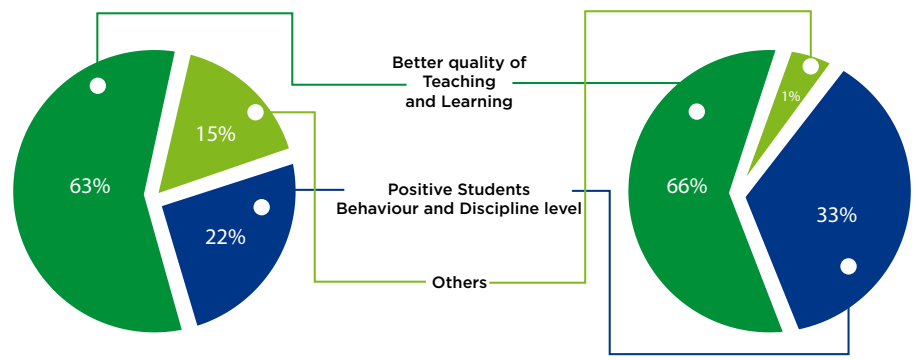 Better quality of
Teaching
and Learning
1%
15%
63%
66%
Positive Students
Behaviour and Discipline level
33%
22%
Others